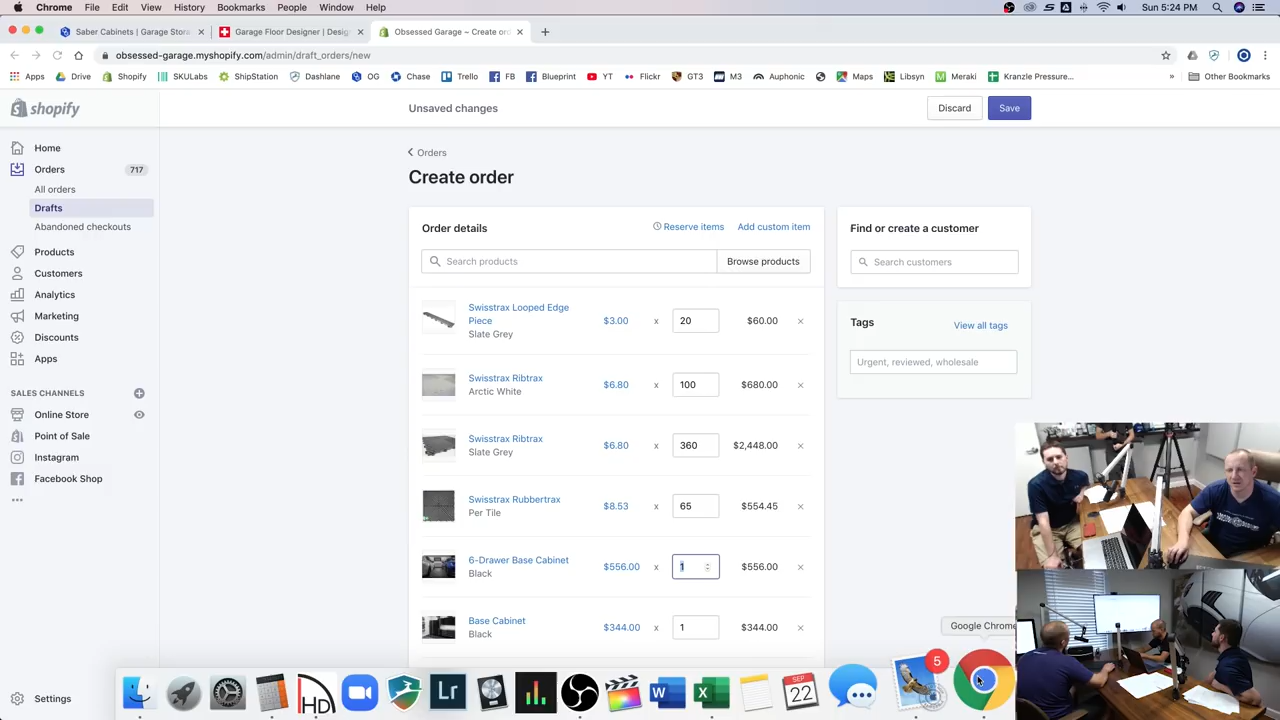 Chrome File Edit View History Bookmarks People Window Help Sun 5:24 PM
Saber Cabinets | Garage Stora Garage Floor Designer | Desig Obsessed Garage ~ Create ord
obsessed-garage.myshopify.com/admin/draft_orders/new
Apps Drive Shopify SKULabs ShipStation Dashlane OG Chase Trello FB Blueprint YT Flickr GT3 M3 Auphonic Maps Libsyn Meraki Kranzle Pressure... » Other Bookmarks
shopify
Unsaved changes
Discard
Save
Home
Orders 717
All orders
Drafts
Abandoned checkouts
Products
Customers
Analytics
Marketing
Discounts
Apps
SALES CHANNELS
Online Store
Point of Sale
Instagram
Facebook Shop
Settings
Orders
Create order
Order details Reserve items Add custom item
Search products Browse products
Swisstrax Looped Edge
Piece
Slate Grey
$3.00 x 20 $60.00 ×
Swisstrax Ribtrax
Arctic White
$6.80 x 100 $680.00 ×
Swisstrax Ribtrax
Slate Grey
$6.80 x 360 $2,448.00 ×
Swisstrax Rubbertrax
Per Tile
$8.53 x 65 $554.45 ×
6-Drawer Base Cabinet
Black
$556.00 x 1 $556.00 ×
Base Cabinet
Black
$344.00 x 1 $344.00 ×
Find or create a customer
Search customers
Tags View all tags
Urgent, reviewed, wholesale
Google Chrome
HD
Lr
W
X
SEP
22
5